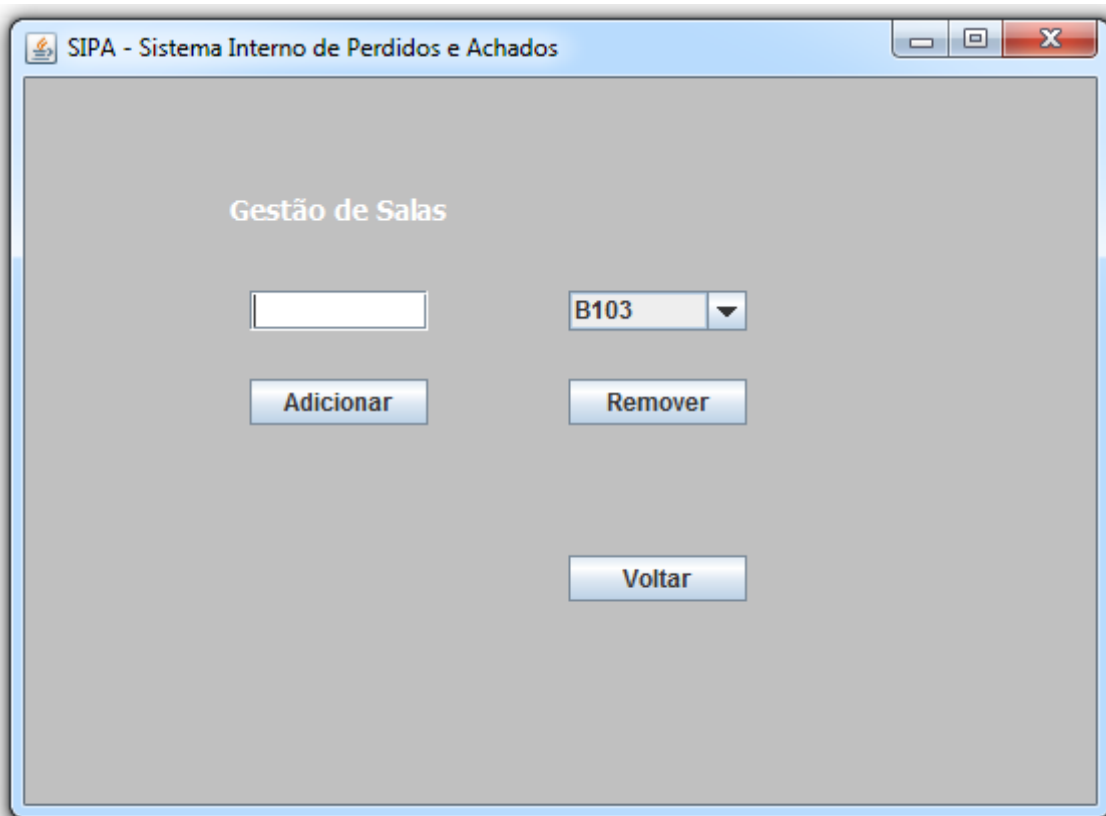 SIPA - Sistema Interno de Perdidos e Achados
Gestão de Salas
B103
Adicionar
Remover
Voltar